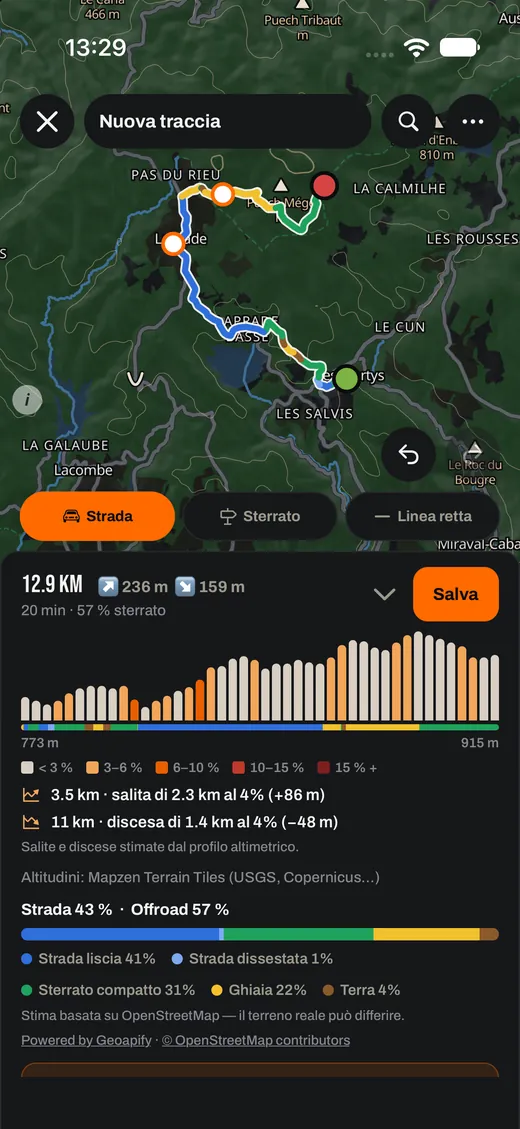 466 m
Puech Tribaut
m
13:29
Nuova traccia
810 m
PAS DU RIEU
LA CALMILHE
LES ROUSSES
LE CUN
LES SALVIS
i
LA GALAUBE
Lacombe
Le Roc du
Bougre
Strada
Sterrato
Linea retta
Miraval-Caba
12.9 KM
236 m
159 m
Salva
20 min · 57 % sterrato
773 m
915 m
< 3 %
3–6 %
6–10 %
10–15 %
15 % +
3.5 km · salita di 2.3 km al 4% (+86 m)
11 km · discesa di 1.4 km al 4% (−48 m)
Salite e discese stimate dal profilo altimetrico.
Altitudini: Mapzen Terrain Tiles (USGS, Copernicus…)
Strada 43 % · Offroad 57 %
Strada liscia 41%
Strada dissestata 1%
Sterrato compatto 31%
Ghiaia 22%
Terra 4%
Stima basata su OpenStreetMap — il terreno reale può differire.
Powered by Geoapify · © OpenStreetMap contributors